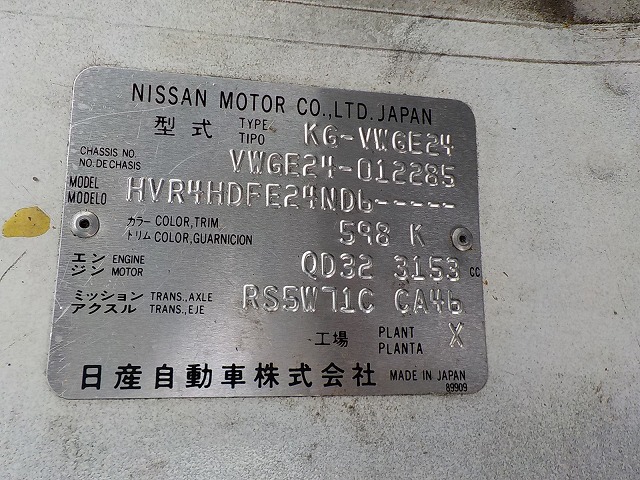 NISSAN MOTOR CO.,LTD.JAPAN
型式 TYPE TIPO KG-VWGE24
CHASSIS NO. NO.DECHASIS VWGE24-012285
MODEL MODELO HVR4HDFE24ND6-----
カラー COLOR,TRIM
トリム COLOR,GUARNICION 598 K
エンジン ENGINE MOTOR QD32 3153 cc
ミッション TRANS.,AXLE
アクスル TRANS.,EJE RS5W71C CA46
工場 PLANT PLANTA X
日産自動車株式会社 MADE IN JAPAN
89909